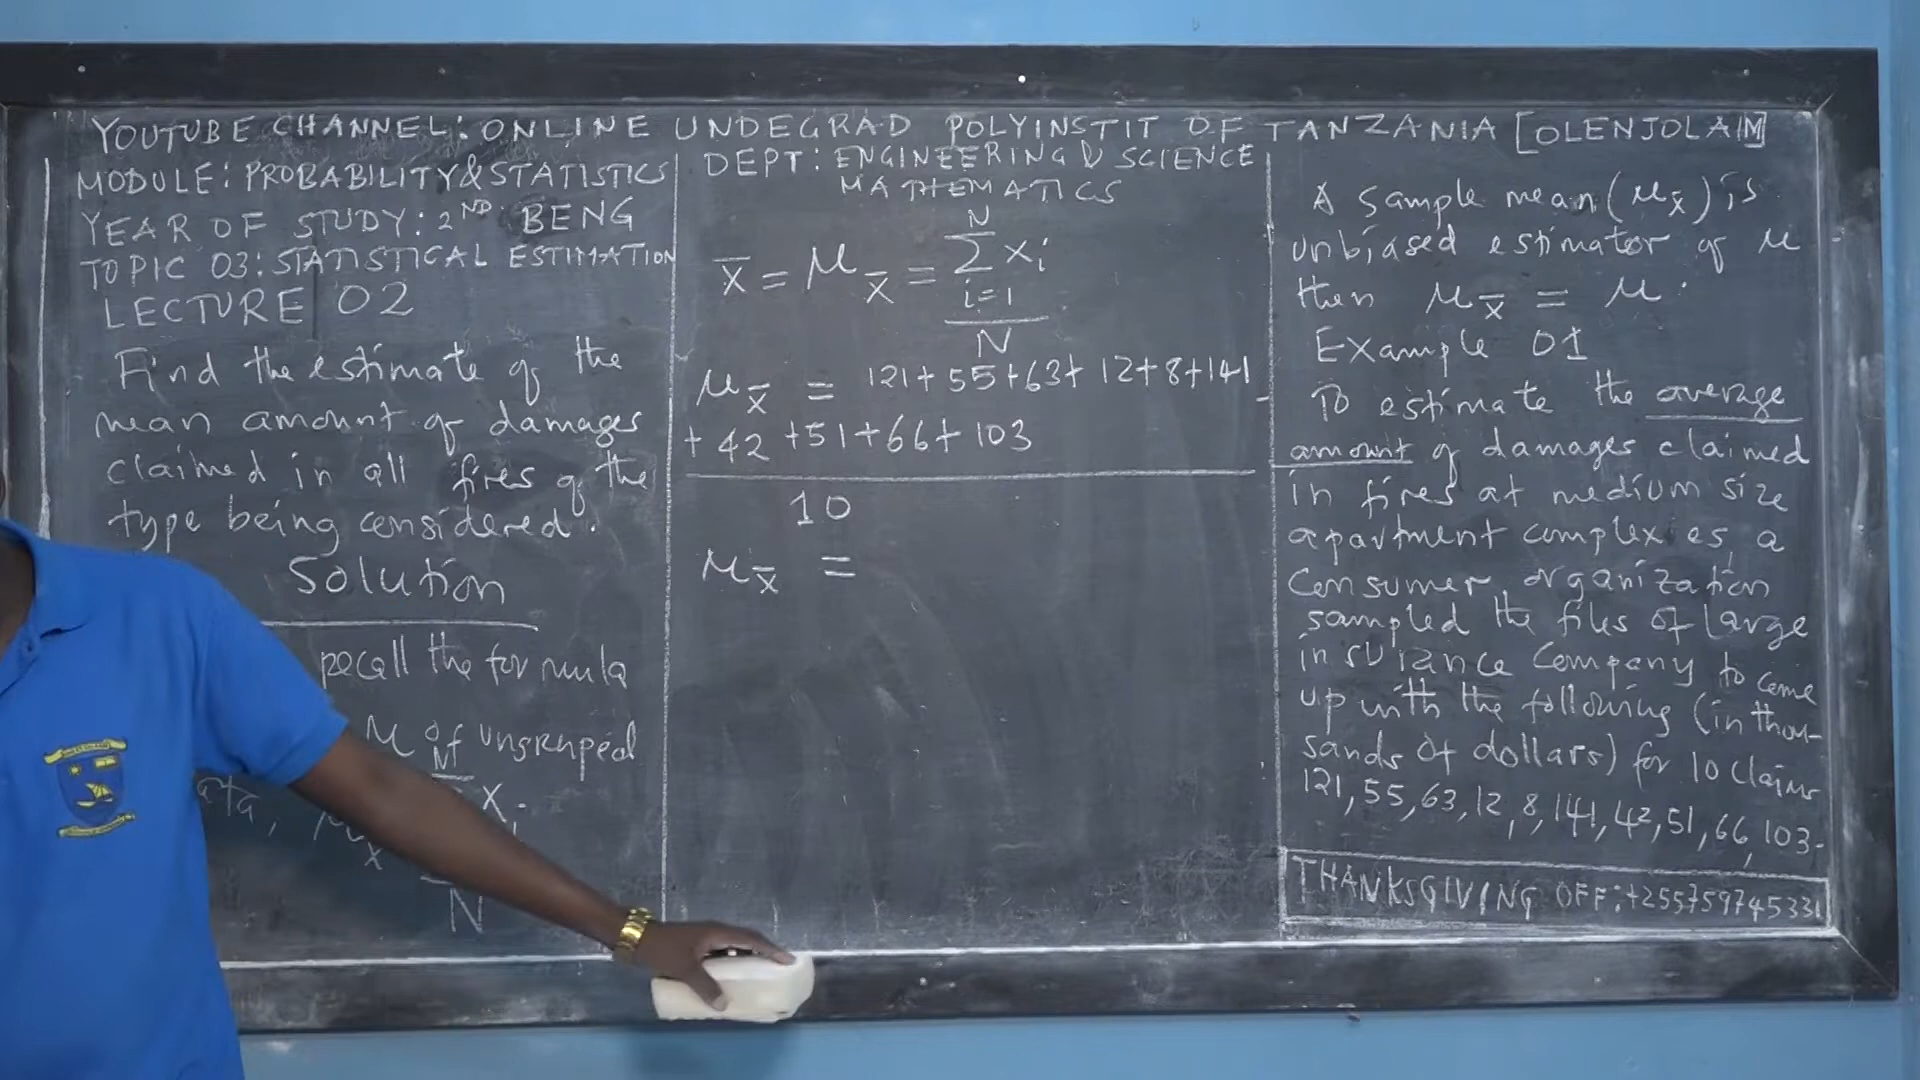 YOUTUBE CHANNEL: ONLINE UNDEGRAD POLYINSTIT OF TANZANIA [OLENJOLAIM]
MODULE: PROBABILITY & STATISTICS
YEAR OF STUDY: 2ND BENG
TOPIC 03: STATISTICAL ESTIMATION
LECTURE 02
Find the estimate of the
mean amount of damages
claimed in all fires of the
type being considered.
Solution
recall the formula
M of ungruped
ata, μx̄
Σ xi
N
DEPT: ENGINEERING & SCIENCE
MATHEMATICS
x̄ = μx̄ = N Σ i=1 xi / N
μx̄ = 121+55+63+12+8+141
+42+51+66+103
10
μx̄ =
A sample mean (μx̄) is
unbiased estimator of μ
then μx̄ = μ.
Example 01
To estimate the average
amount of damages claimed
in fires at medium size
apartment complexes, a
consumer organization
sampled the files of large
insurance company to come
up with the following (in thou-
sands of dollars) for 10 claims
121, 55, 63, 12, 8, 141, 42, 51, 66, 103.
THANKSGIVING OFF: +255759745331